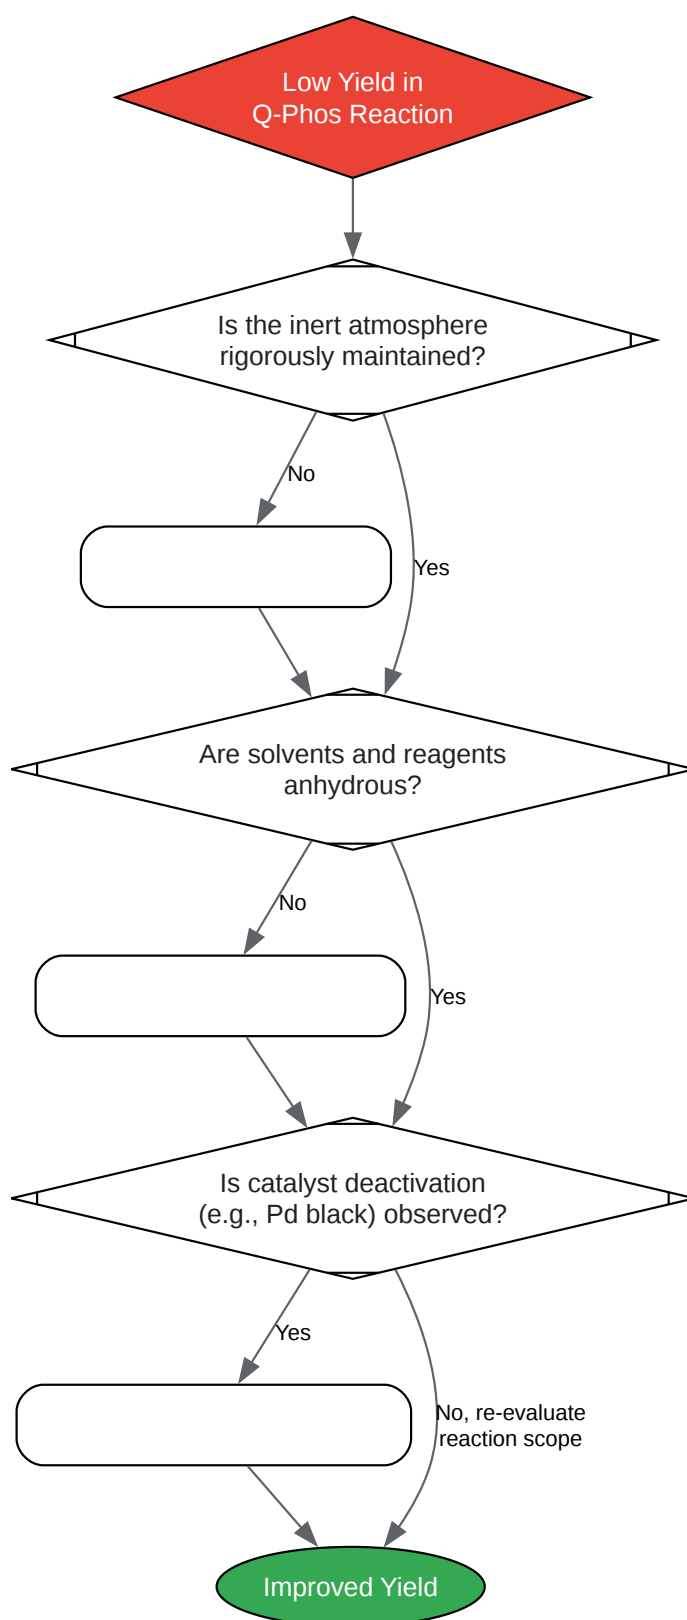 Low Yield in
Q-Phos Reaction
Is the inert atmosphere
rigorously maintained?
No
Yes
Are solvents and reagents
anhydrous?
No
Yes
Is catalyst deactivation
(e.g., Pd black) observed?
Yes
No, re-evaluate
reaction scope
Improved Yield